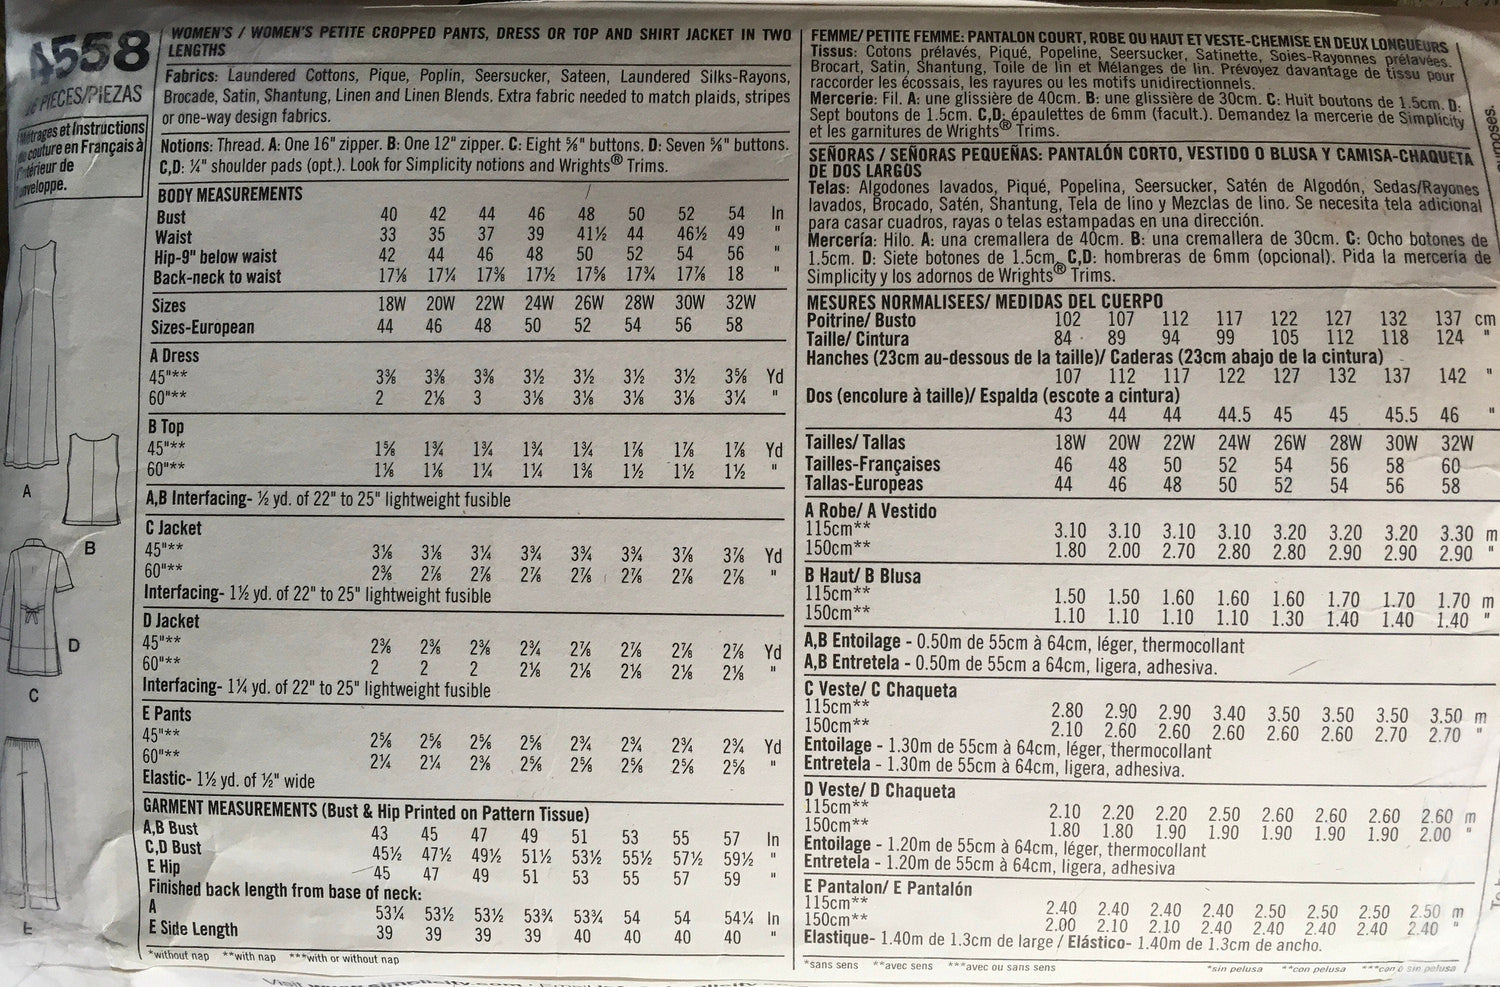 4558
PIECES/PIEZAS
Métrages et Instructions
de couture en Français à
l'intérieur de
l'enveloppe.
A
B
D
C
E
WOMEN'S / WOMEN'S PETITE CROPPED PANTS, DRESS OR TOP AND SHIRT JACKET IN TWO
LENGTHS
Fabrics: Laundered Cottons, Pique, Poplin, Seersucker, Sateen, Laundered Silks-Rayons,
Brocade, Satin, Shantung, Linen and Linen Blends. Extra fabric needed to match plaids, stripes
or one-way design fabrics.
Notions: Thread. A: One 16" zipper. B: One 12" zipper. C: Eight ⅝" buttons. D: Seven ⅝" buttons.
C,D: ¼" shoulder pads (opt.). Look for Simplicity notions and Wrights® Trims.
BODY MEASUREMENTS
Bust 40 42 44 46 48 50 52 54 In
Waist 33 35 37 39 41½ 44 46½ 49 "
Hip-9" below waist 42 44 46 48 50 52 54 56 "
Back-neck to waist 17⅛ 17¼ 17⅜ 17½ 17⅝ 17¾ 17⅞ 18 "
Sizes 18W 20W 22W 24W 26W 28W 30W 32W
Sizes-European 44 46 48 50 52 54 56 58
A Dress
45"** 3⅜ 3⅜ 3⅜ 3½ 3½ 3½ 3½ 3⅝ Yd
60"** 2 2⅛ 3 3⅛ 3⅛ 3⅛ 3⅛ 3¼ "
B Top
45"** 1⅝ 1¾ 1¾ 1¾ 1¾ 1⅞ 1⅞ 1⅞ Yd
60"** 1⅛ 1⅛ 1¼ 1¼ 1⅜ 1½ 1½ 1½ "
A,B Interfacing- ½ yd. of 22" to 25" lightweight fusible
C Jacket
45"** 3⅛ 3⅛ 3¼ 3¾ 3¾ 3¾ 3⅞ 3⅞ Yd
60"** 2⅜ 2⅞ 2⅞ 2⅞ 2⅞ 2⅞ 2⅞ 2⅞ "
Interfacing- 1½ yd. of 22" to 25" lightweight fusible
D Jacket
45"** 2⅜ 2⅜ 2⅜ 2¾ 2⅞ 2⅞ 2⅞ 2⅞ Yd
60"** 2 2 2 2⅛ 2⅛ 2⅛ 2⅛ 2⅛ "
Interfacing- 1¼ yd. of 22" to 25" lightweight fusible
E Pants
45"** 2⅝ 2⅝ 2⅝ 2⅝ 2¾ 2¾ 2¾ 2¾ Yd
60"** 2¼ 2¼ 2⅜ 2⅝ 2⅝ 2⅝ 2⅝ 2⅝ "
Elastic- 1½ yd. of ½" wide
GARMENT MEASUREMENTS (Bust & Hip Printed on Pattern Tissue)
A,B Bust 43 45 47 49 51 53 55 57 In
C,D Bust 45½ 47½ 49½ 51½ 53½ 55½ 57½ 59½ "
E Hip 45 47 49 51 53 55 57 59 "
Finished back length from base of neck:
A 53¼ 53½ 53½ 53¾ 53¾ 54 54 54¼ In
E Side Length 39 39 39 39 40 40 40 40 "
*without nap **with nap ***with or without nap
FEMME/ PETITE FEMME: PANTALON COURT, ROBE OU HAUT ET VESTE-CHEMISE EN DEUX LONGUEURS
Tissus: Cotons prélavés, Piqué, Popeline, Seersucker, Satinette, Soies-Rayonnes prélavées.
Brocart, Satin, Shantung, Toile de lin et Mélanges de lin. Prévoyez davantage de tissu pour
raccorder les écossais, les rayures ou les motifs unidirectionnels.
Mercerie: Fil. A: une glissière de 40cm. B: une glissière de 30cm. C: Huit boutons de 1.5cm. D:
Sept boutons de 1.5cm. C,D: épaulettes de 6mm (facult.). Demandez la mercerie de Simplicity
et les garnitures de Wrights® Trims.
SEÑORAS / SEÑORAS PEQUEÑAS: PANTALÓN CORTO, VESTIDO O BLUSA Y CAMISA-CHAQUETA
DE DOS LARGOS
Telas: Algodones lavados, Piqué, Popelina, Seersucker, Satén de Algodón, Sedas/Rayones
lavados, Brocado, Satén, Shantung, Tela de lino y Mezclas de lino. Se necesita tela adicional
para casar cuadros, rayas o telas estampadas en una dirección.
Mercería: Hilo. A: una cremallera de 40cm. B: una cremallera de 30cm. C: Ocho botones de
1.5cm. D: Siete botones de 1.5cm. C,D: hombreras de 6mm (opcional). Pida la mercería de
Simplicity y los adornos de Wrights® Trims.
MESURES NORMALISEES/ MEDIDAS DEL CUERPO
Poitrine/ Busto 102 107 112 117 122 127 132 137 cm
Taille/ Cintura 84 89 94 99 105 112 118 124 "
Hanches (23cm au-dessous de la taille)/ Caderas (23cm abajo de la cintura)
107 112 117 122 127 132 137 142 "
Dos (encolure à taille)/ Espalda (escote a cintura)
43 44 44 44.5 45 45 45.5 46 "
Tailles/ Tallas 18W 20W 22W 24W 26W 28W 30W 32W
Tailles-Françaises 46 48 50 52 54 56 58 60
Tallas-Europeas 44 46 48 50 52 54 56 58
A Robe/ A Vestido
115cm** 3.10 3.10 3.10 3.10 3.20 3.20 3.20 3.30 m
150cm** 1.80 2.00 2.70 2.80 2.80 2.90 2.90 2.90 "
B Haut/ B Blusa
115cm** 1.50 1.50 1.60 1.60 1.60 1.70 1.70 1.70 m
150cm** 1.10 1.10 1.10 1.10 1.30 1.40 1.40 1.40 "
A,B Entoilage - 0.50m de 55cm à 64cm, léger, thermocollant
A,B Entretela - 0.50m de 55cm a 64cm, ligera, adhesiva.
C Veste/ C Chaqueta
115cm** 2.80 2.90 2.90 3.40 3.50 3.50 3.50 3.50 m
150cm** 2.10 2.60 2.60 2.60 2.60 2.60 2.70 2.70 "
Entoilage - 1.30m de 55cm à 64cm, léger, thermocollant
Entretela - 1.30m de 55cm à 64cm, ligera, adhesiva.
D Veste/ D Chaqueta
115cm** 2.10 2.20 2.20 2.50 2.60 2.60 2.60 2.60 m
150cm** 1.80 1.80 1.90 1.90 1.90 1.90 1.90 2.00 "
Entoilage - 1.20m de 55cm à 64cm, léger, thermocollant
Entretela - 1.20m de 55cm à 64cm, ligera, adhesiva
E Pantalon/ E Pantalón
115cm** 2.40 2.40 2.40 2.40 2.50 2.50 2.50 2.50 m
150cm** 2.00 2.10 2.10 2.40 2.40 2.40 2.40 2.40 "
Elastique- 1.40m de 1.3cm de large / Elástico- 1.40m de 1.3cm de ancho.
*sans sens **avec sens ***avec ou sans sens *sin pelusa **con pelusa ***con o sin pelusa